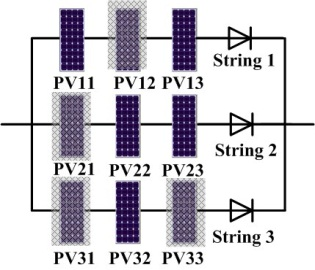 String 1
PV11 PV12 PV13
String 2
PV21 PV22 PV23
String 3
PV31 PV32 PV33